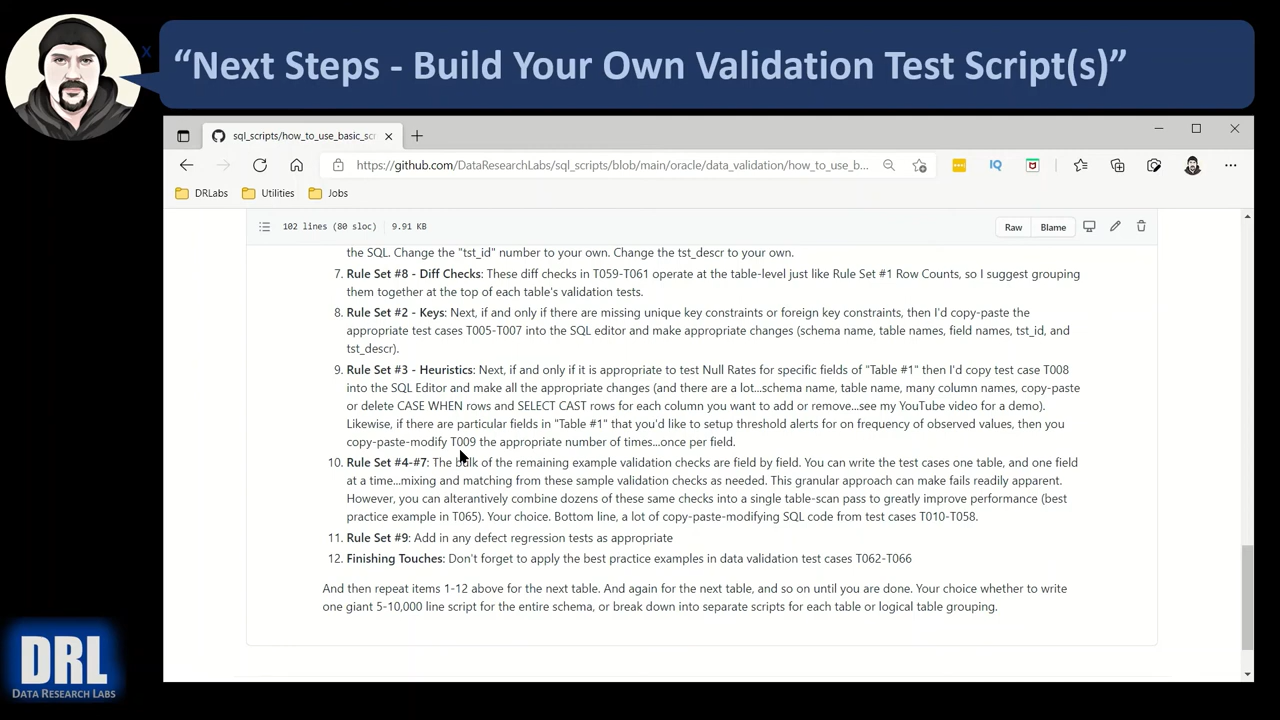 “Next Steps - Build Your Own Validation Test Script(s)”
x
sql_scripts/how_to_use_basic_scr
https://github.com/DataResearchLabs/sql_scripts/blob/main/oracle/data_validation/how_to_use_b...
IQ
DRLabs
Utilities
Jobs
102 lines (80 sloc)
9.91 KB
Raw
Blame
the SQL. Change the "tst_id" number to your own. Change the tst_descr to your own.
7. Rule Set #8 - Diff Checks: These diff checks in T059-T061 operate at the table-level just like Rule Set #1 Row Counts, so I suggest grouping
them together at the top of each table's validation tests.
8. Rule Set #2 - Keys: Next, if and only if there are missing unique key constraints or foreign key constraints, then I'd copy-paste the
appropriate test cases T005-T007 into the SQL editor and make appropriate changes (schema name, table names, field names, tst_id, and
tst_descr).
9. Rule Set #3 - Heuristics: Next, if and only if it is appropriate to test Null Rates for specific fields of "Table #1" then I'd copy test case T008
into the SQL Editor and make all the appropriate changes (and there are a lot...schema name, table name, many column names, copy-paste
or delete CASE WHEN rows and SELECT CAST rows for each column you want to add or remove...see my YouTube video for a demo).
Likewise, if there are particular fields in "Table #1" that you'd like to setup threshold alerts for on frequency of observed values, then you
copy-paste-modify T009 the appropriate number of times...once per field.
10. Rule Set #4-#7: The bulk of the remaining example validation checks are field by field. You can write the test cases one table, and one field
at a time...mixing and matching from these sample validation checks as needed. This granular approach can make fails readily apparent.
However, you can alterantively combine dozens of these same checks into a single table-scan pass to greatly improve performance (best
practice example in T065). Your choice. Bottom line, a lot of copy-paste-modifying SQL code from test cases T010-T058.
11. Rule Set #9: Add in any defect regression tests as appropriate
12. Finishing Touches: Don't forget to apply the best practice examples in data validation test cases T062-T066
And then repeat items 1-12 above for the next table. And again for the next table, and so on until you are done. Your choice whether to write
one giant 5-10,000 line script for the entire schema, or break down into separate scripts for each table or logical table grouping.
DRL
DATA RESEARCH LABS